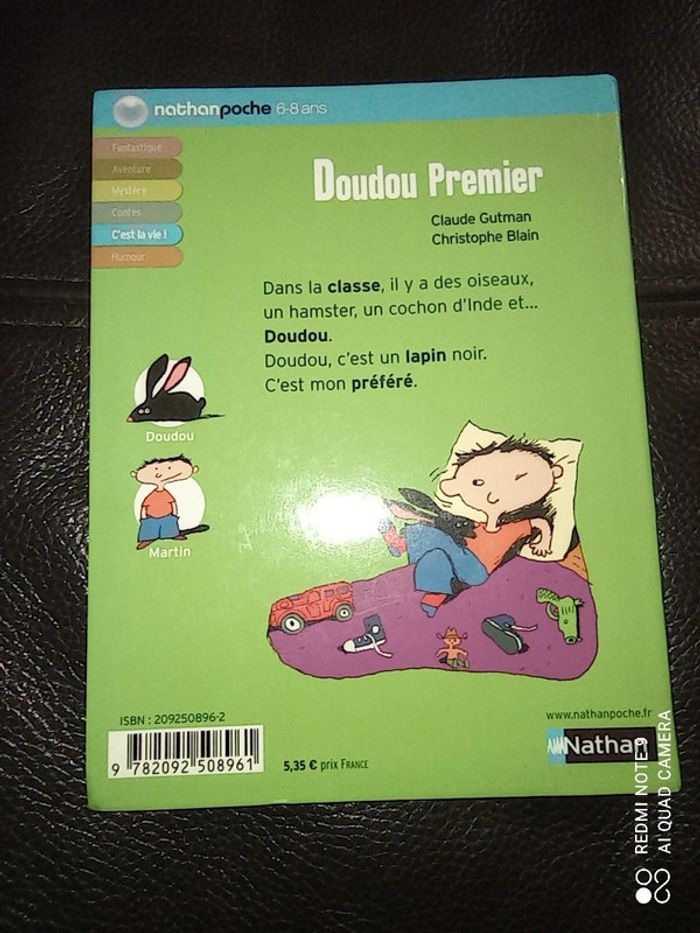 nathanpoche 6-8 ans
Fantastique
Aventure
Mystère
Contes
C'est la vie !
Humour
Doudou Premier
Claude Gutman
Christophe Blain
Dans la classe, il y a des oiseaux,
un hamster, un cochon d'Inde et...
Doudou.
Doudou, c'est un lapin noir.
C'est mon préféré.
Doudou
Martin
ISBN : 209250896-2
9 782092 508961
5,35 € prix FRANCE
www.nathanpoche.fr
Nathan
REDMI NOTE 9
AI QUAD CAMERA